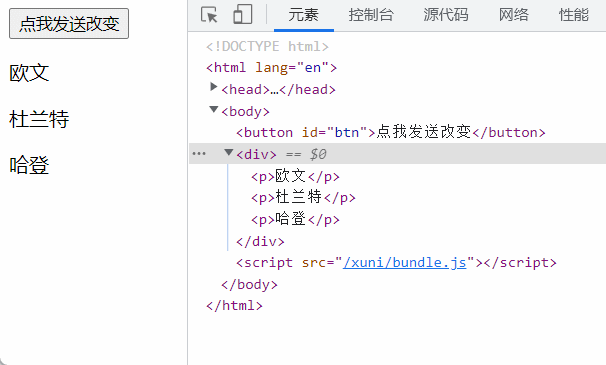 点我发送改变
欧文
杜兰特
哈登
元素 控制台 源代码 网络 性能
<!DOCTYPE html>
<html lang="en">
<head>…</head>
<body>
<button id="btn">点我发送改变</button>
<div> == $0
<p>欧文</p>
<p>杜兰特</p>
<p>哈登</p>
</div>
<script src="/xuni/bundle.js"></script>
</body>
</html>